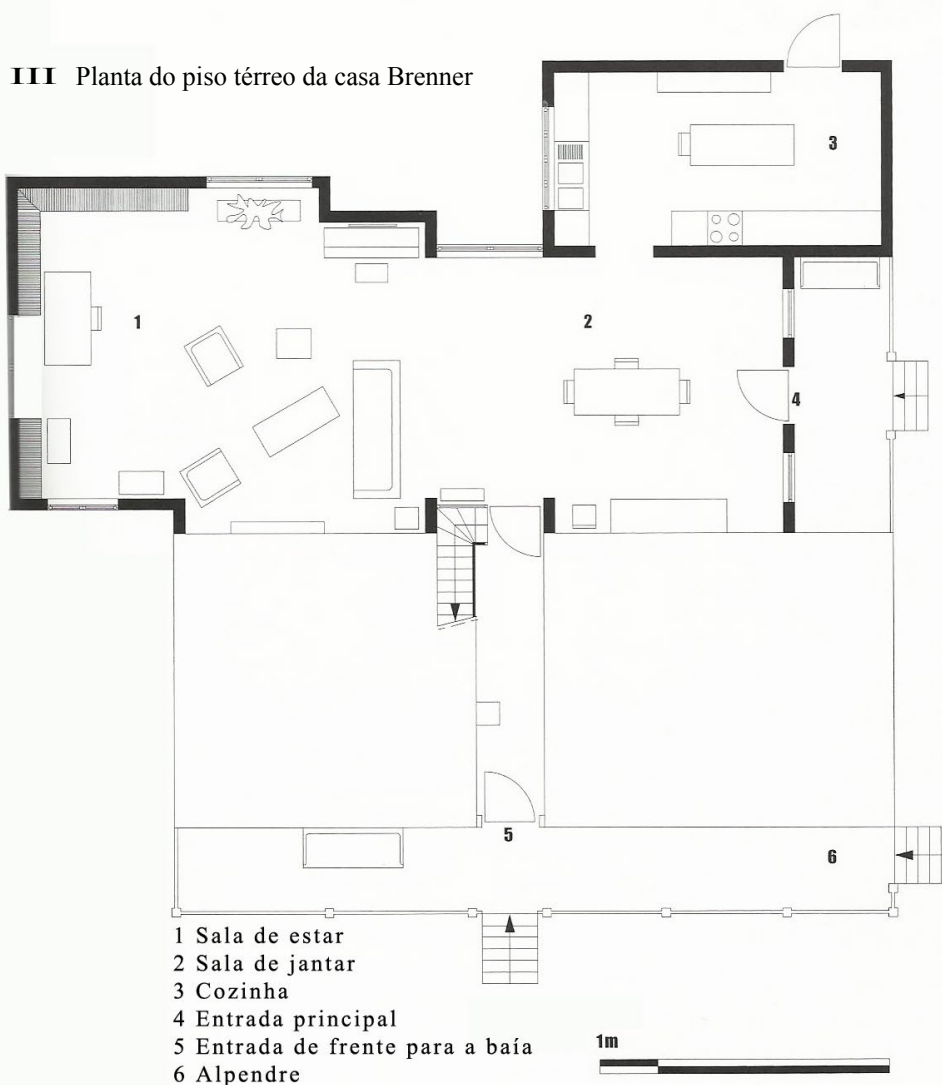 III Planta do piso térreo da casa Brenner
3
1
2
4
5
6
1 Sala de estar
2 Sala de jantar
3 Cozinha
4 Entrada principal
5 Entrada de frente para a baía
6 Alpendre
1m